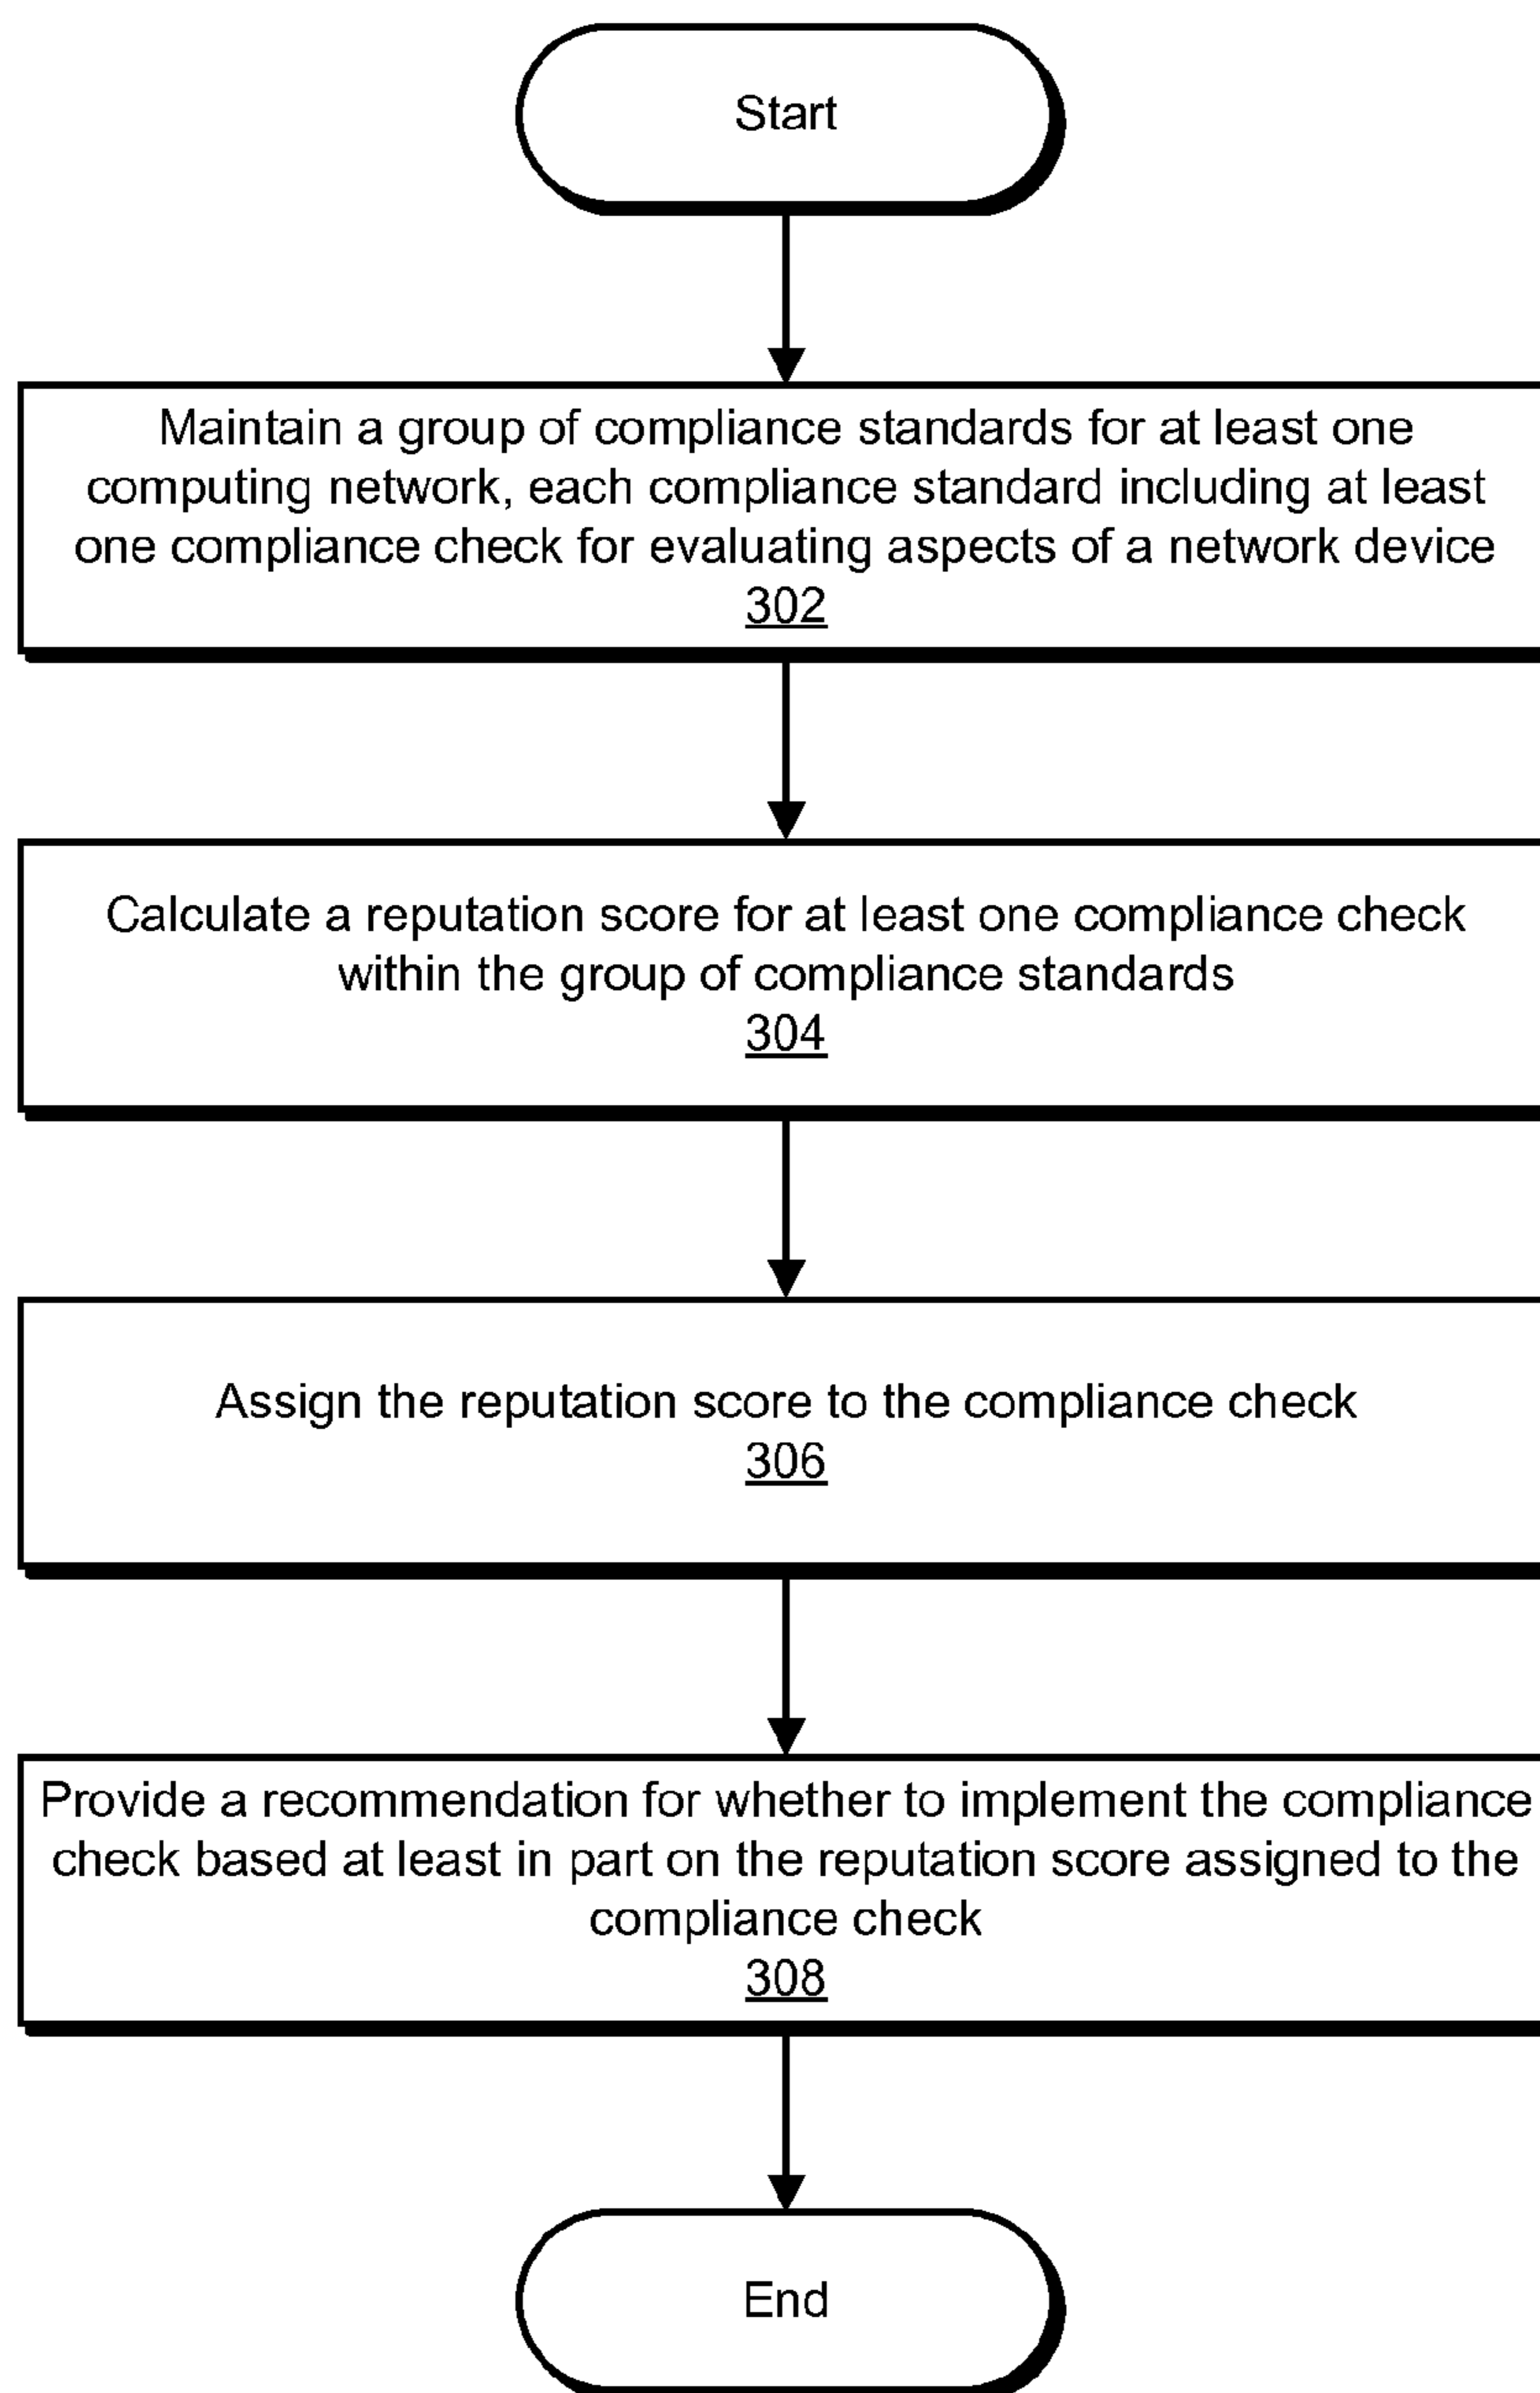 Start
Maintain a group of compliance standards for at least one
computing network, each compliance standard including at least
one compliance check for evaluating aspects of a network device
302
Calculate a reputation score for at least one compliance check
within the group of compliance standards
304
Assign the reputation score to the compliance check
306
Provide a recommendation for whether to implement the compliance
check based at least in part on the reputation score assigned to the
compliance check
308
End